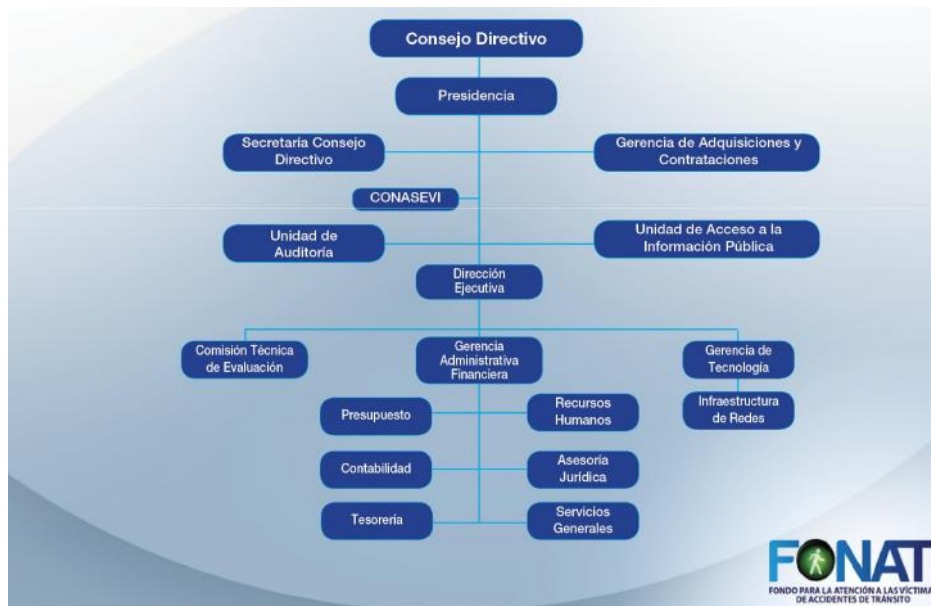 Consejo Directivo
Presidencia
Secretaría Consejo
Directivo
Gerencia de Adquisiciones y
Contrataciones
CONASEVI
Unidad de
Auditoría
Unidad de Acceso a la
Información Pública
Dirección
Ejecutiva
Comisión Técnica
de Evaluación
Gerencia
Administrativa
Financiera
Gerencia de
Tecnología
Infraestructura
de Redes
Presupuesto
Recursos
Humanos
Contabilidad
Asesoría
Jurídica
Tesorería
Servicios
Generales
FONAT
FONDO PARA LA ATENCIÓN A LAS VÍCTIMA
DE ACCIDENTES DE TRÁNSITO